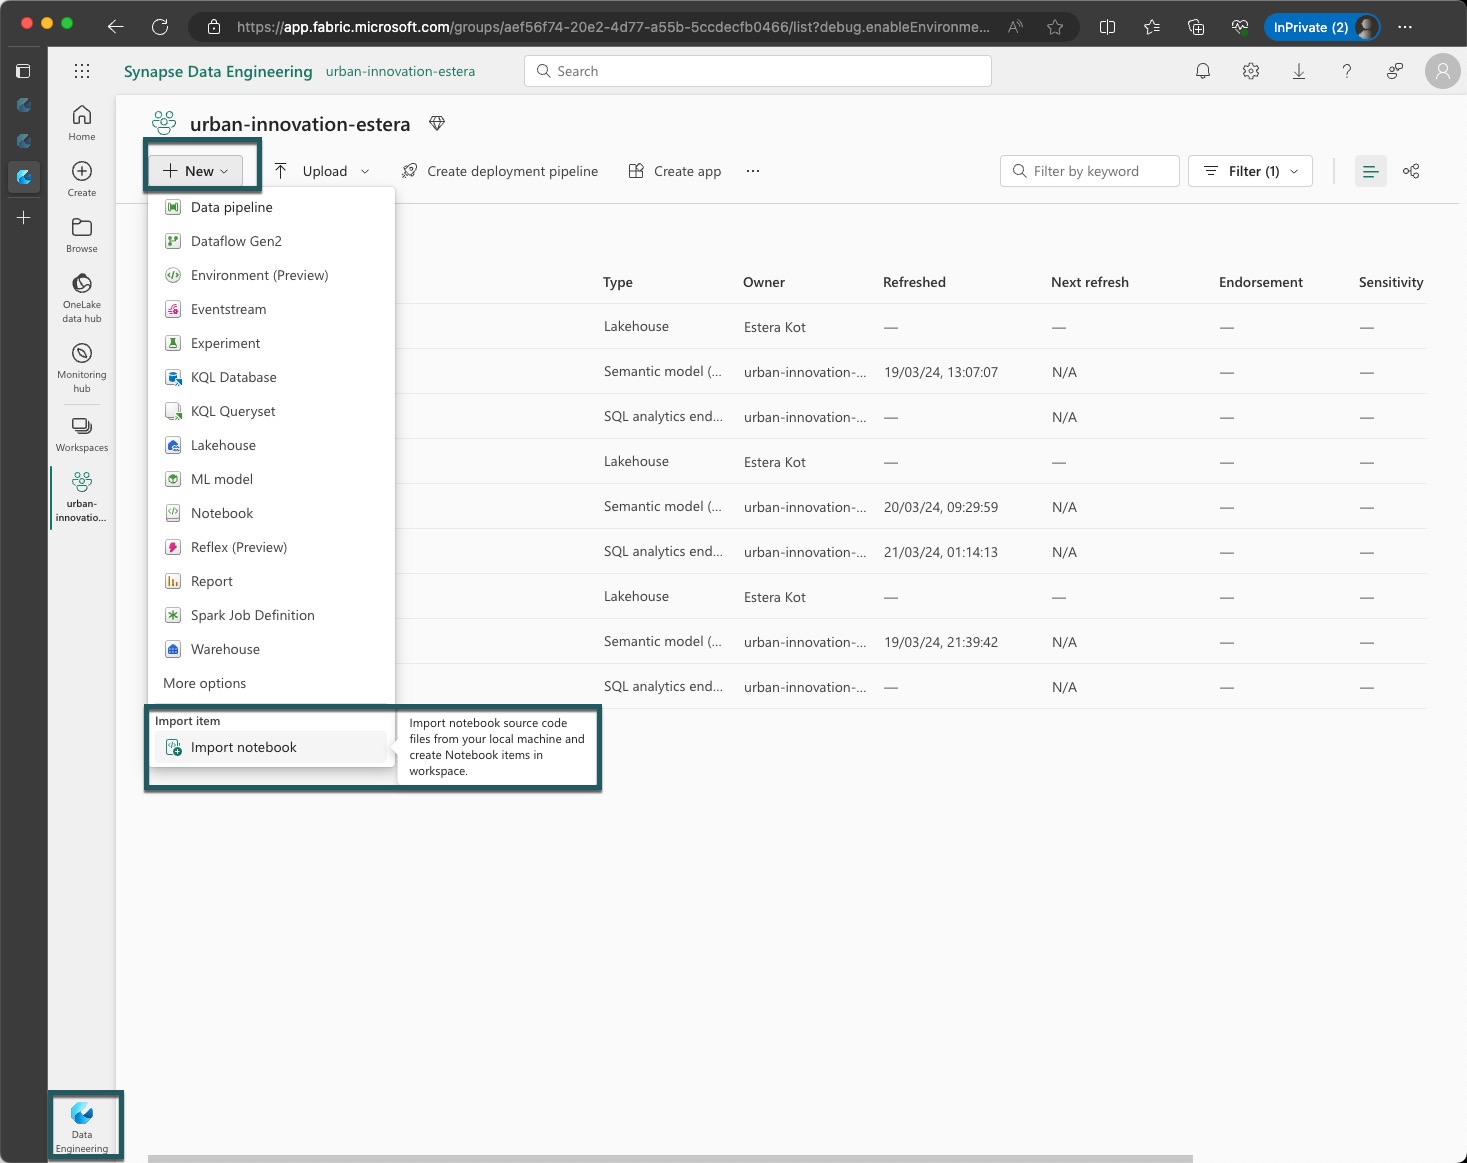 https://app.fabric.microsoft.com/groups/aef56f74-20e2-4d77-a55b-5ccdecfb0466/list?debug.enableEnvironme...
InPrivate (2)
Synapse Data Engineering urban-innovation-estera
Search
Home
Create
Browse
OneLake
data hub
Monitoring
hub
Workspaces
urban-
innovatio...
Data
Engineering
urban-innovation-estera
New
Upload
Create deployment pipeline
Create app
Filter by keyword
Filter (1)
Data pipeline
Dataflow Gen2
Environment (Preview)
Eventstream
Experiment
KQL Database
KQL Queryset
Lakehouse
ML model
Notebook
Reflex (Preview)
Report
Spark Job Definition
Warehouse
More options
Import item
Import notebook
Import notebook source code
files from your local machine and
create Notebook items in
workspace.
Type Owner Refreshed Next refresh Endorsement Sensitivity
Lakehouse Estera Kot — — — —
Semantic model (... urban-innovation-... 19/03/24, 13:07:07 N/A — —
SQL analytics end... urban-innovation-... — N/A — —
Lakehouse Estera Kot — — — —
Semantic model (... urban-innovation-... 20/03/24, 09:29:59 N/A — —
SQL analytics end... urban-innovation-... 21/03/24, 01:14:13 N/A — —
Lakehouse Estera Kot — — — —
Semantic model (... urban-innovation-... 19/03/24, 21:39:42 N/A — —
SQL analytics end... urban-innovation-... — N/A — —